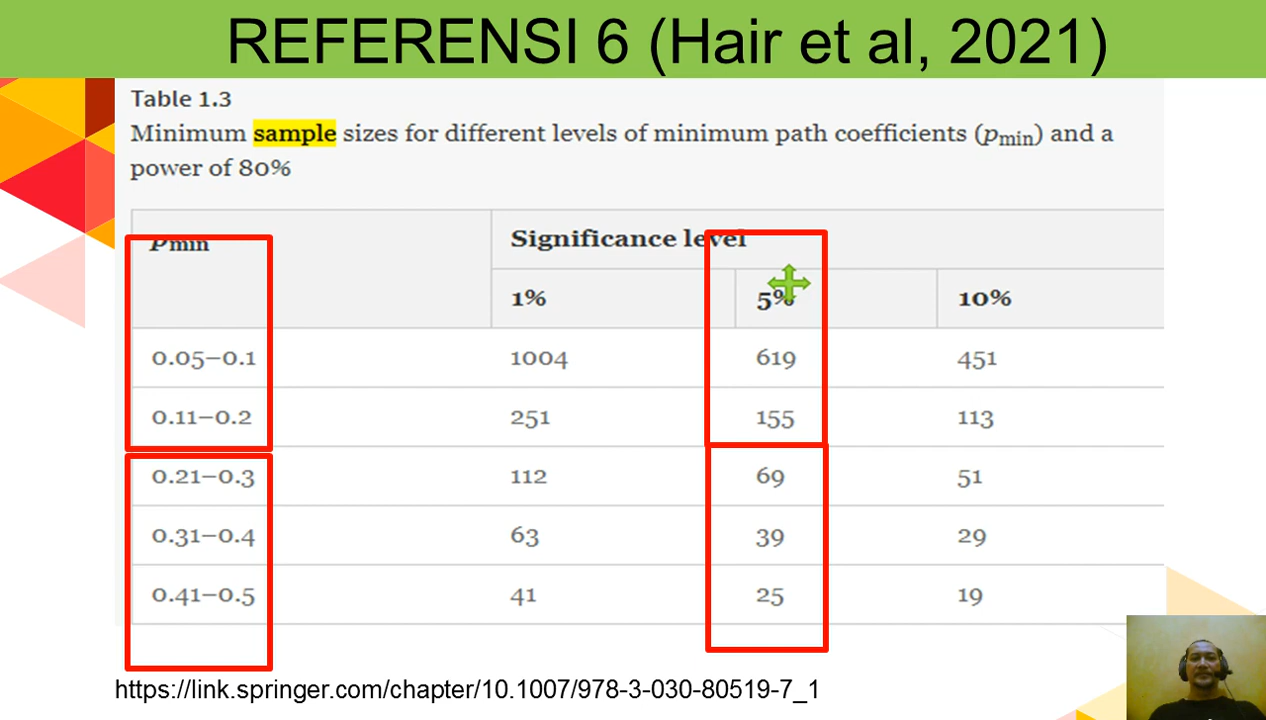 REFERENSI 6 (Hair et al, 2021)
Table 1.3
Minimum sample sizes for different levels of minimum path coefficients (pmin) and a
power of 80%
Pmin Significance level
1% 5% 10%
0.05–0.1 1004 619 451
0.11–0.2 251 155 113
0.21–0.3 112 69 51
0.31–0.4 63 39 29
0.41–0.5 41 25 19
https://link.springer.com/chapter/10.1007/978-3-030-80519-7_1